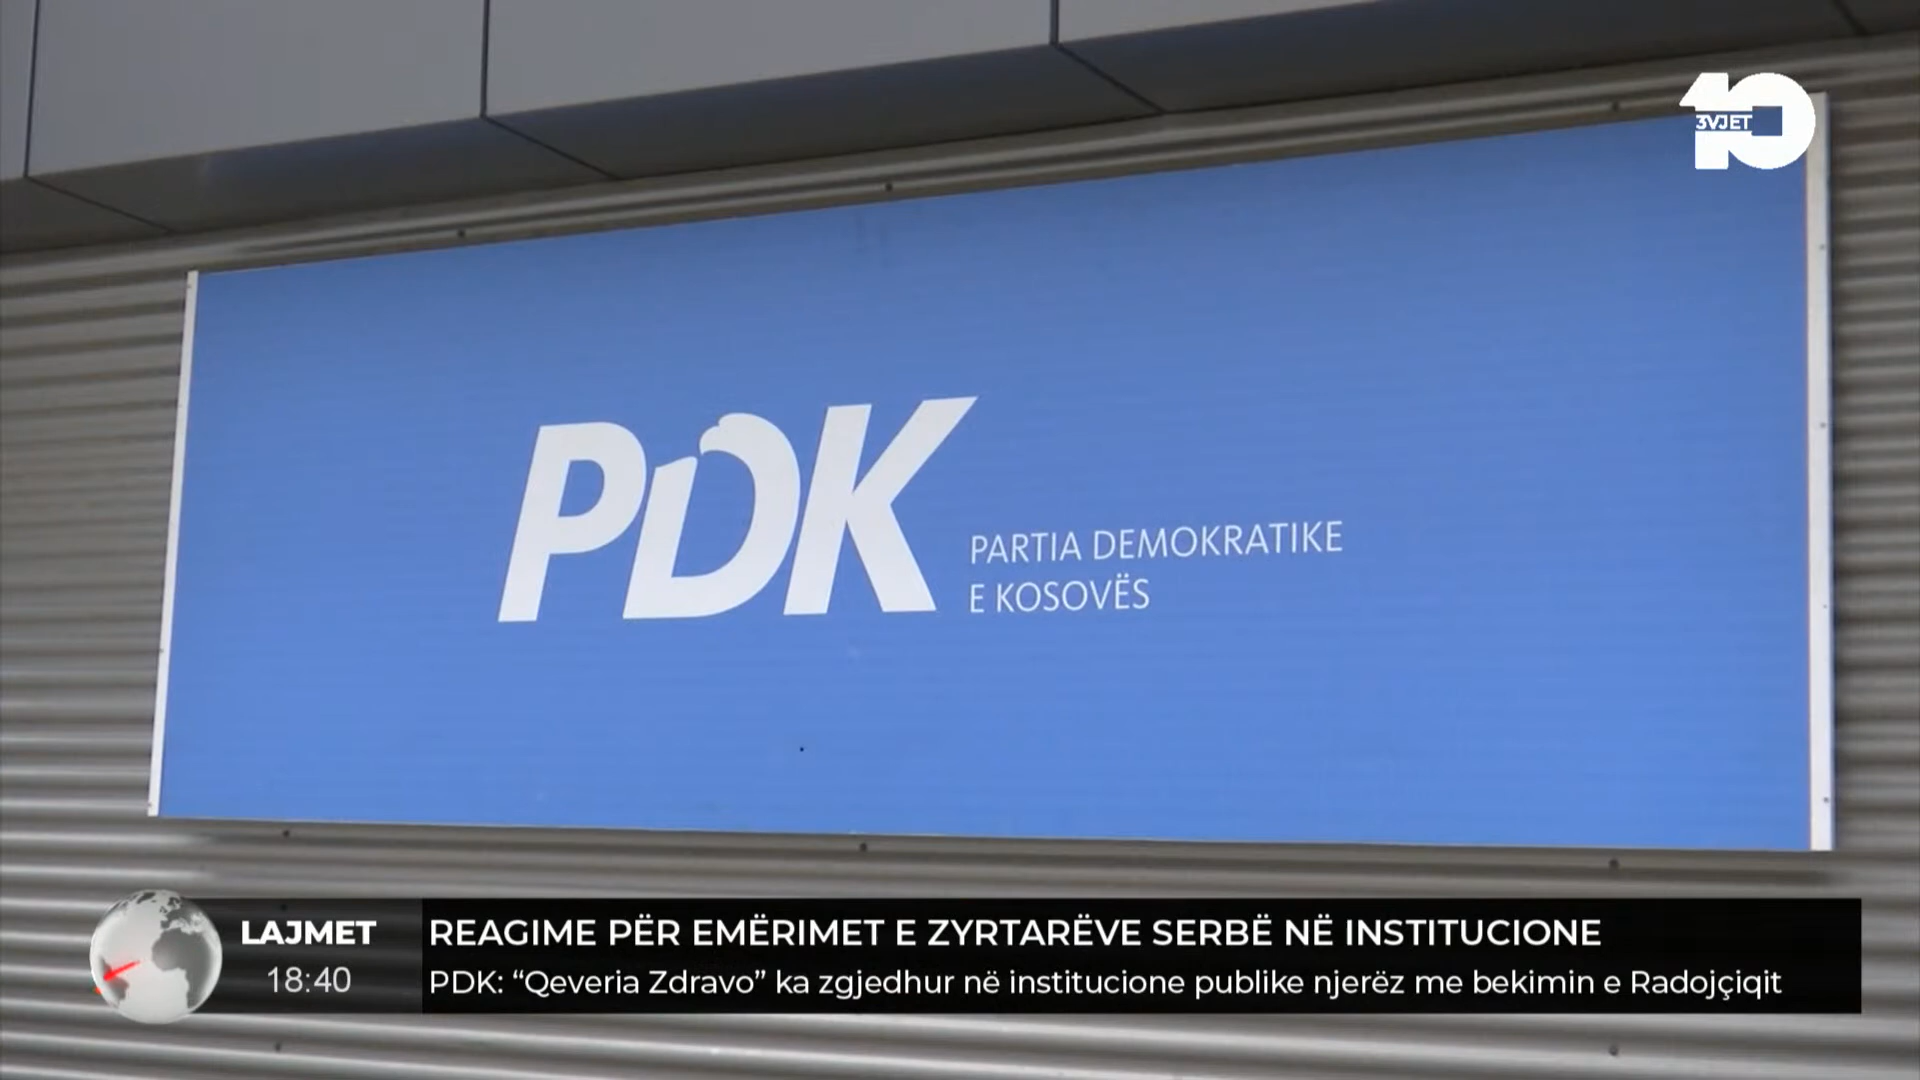 10
3VJET
PDK
PARTIA DEMOKRATIKE
E KOSOVËS
LAJMET
18:40
REAGIME PËR EMËRIMET E ZYRTARËVE SERBË NË INSTITUCIONE
PDK: “Qeveria Zdravo” ka zgjedhur në institucione publike njerëz me bekimin e Radojçiqit